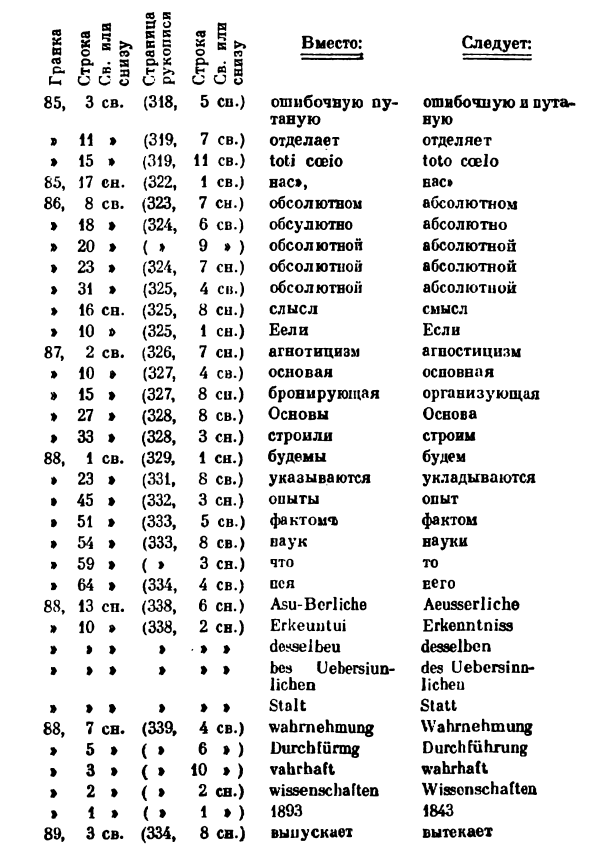 Гранка Строка Св. или снизу Страница рукописи Строка Св. или снизу Вместо: Следует:
85, 3 св. (318, 5 сн.) ошибочную пу- ошибочную и пута-
таную ную
» 11 » (319, 7 св.) отделает отделяет
» 15 » (319, 11 св.) toti cœio toto cœlo
85, 17 сн. (322, 1 св.) нас», нас»
86, 8 св. (323, 7 сн.) обсолютном абсолютном
» 18 » (324, 6 св.) обсулютно абсолютно
» 20 » ( » 9 » ) обсолютной абсолютной
» 23 » (324, 7 сн.) обсолютной абсолютной
» 31 » (325, 4 св.) обсолютной абсолютной
» 16 сн. (325, 8 сн.) слысл смысл
» 10 » (325, 1 сн.)Еели Если
87, 2 св. (326, 7 сн.) агнотицизм агностицизм
» 10 » (327, 4 св.) основая основная
» 15 » (327, 8 сн.) бронирующая организующая
» 27 » (328, 8 св.) Основы Основа
» 33 » (328, 3 сн.) строили строим
88, 1 св. (329, 1 сн.) будемы будем
» 23 » (331, 8 св.) указываются укладываются
» 45 » (332, 3 сн.) опыты опыт
» 51 » (333, 5 св.) фактомъ фактом
» 54 » (333, 8 св.) наук науки
» 59 » ( » 3 сн.) что то
» 64 » (334, 4 св.) нея него
88, 13 сн. (338, 6 сн.) Asu-Berliche Aeusserliche
» 10 » (338, 2 сн.) Erkeuntui Erkenntniss
» » » » » » desselbeu desselben
» » » » » » bes Uebersiun- des Uebersinn-
lichen lichen
» » » » » » Stalt Statt
88, 7 сн. (339, 4 св.) wahrnehmung Wahrnehmung
» 5 » ( » 6 » ) Durchfürmg Durchführung
» 3 » ( » 10 » ) vahrhaft wahrhaft
» 2 » ( » 2 сн.) wissenschaften Wissenschaften
» 1 » ( » 1 » ) 1893 1843
89, 3 св. (334, 8 сн.) выпускает вытекает